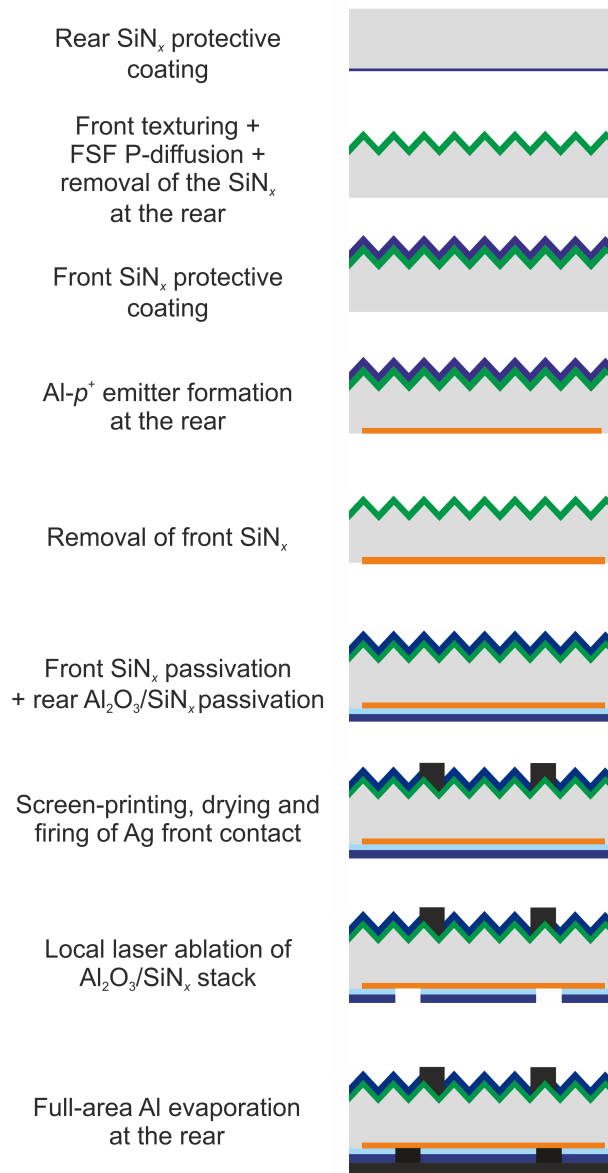 Rear SiNₓ protective
coating
Front texturing +
FSF P-diffusion +
removal of the SiNₓ
at the rear
Front SiNₓ protective
coating
Al-p⁺ emitter formation
at the rear
Removal of front SiNₓ
Front SiNₓ passivation
+ rear Al₂O₃/SiNₓ passivation
Screen-printing, drying and
firing of Ag front contact
Local laser ablation of
Al₂O₃/SiNₓ stack
Full-area Al evaporation
at the rear